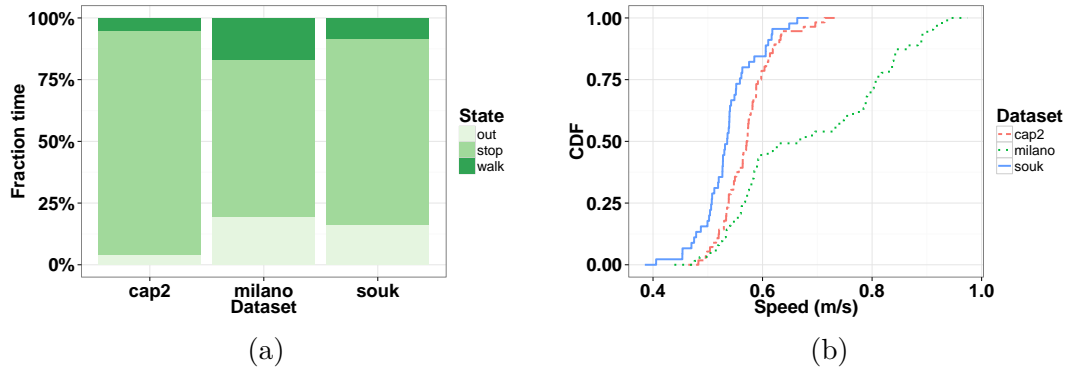 100%
75%
50%
25%
0%
Fraction time
cap2 milano souk
Dataset
State
out
stop
walk
(a)
1.00
0.75
0.50
0.25
0.00
CDF
0.4 0.6 0.8 1.0
Speed (m/s)
Dataset
cap2
milano
souk
(b)